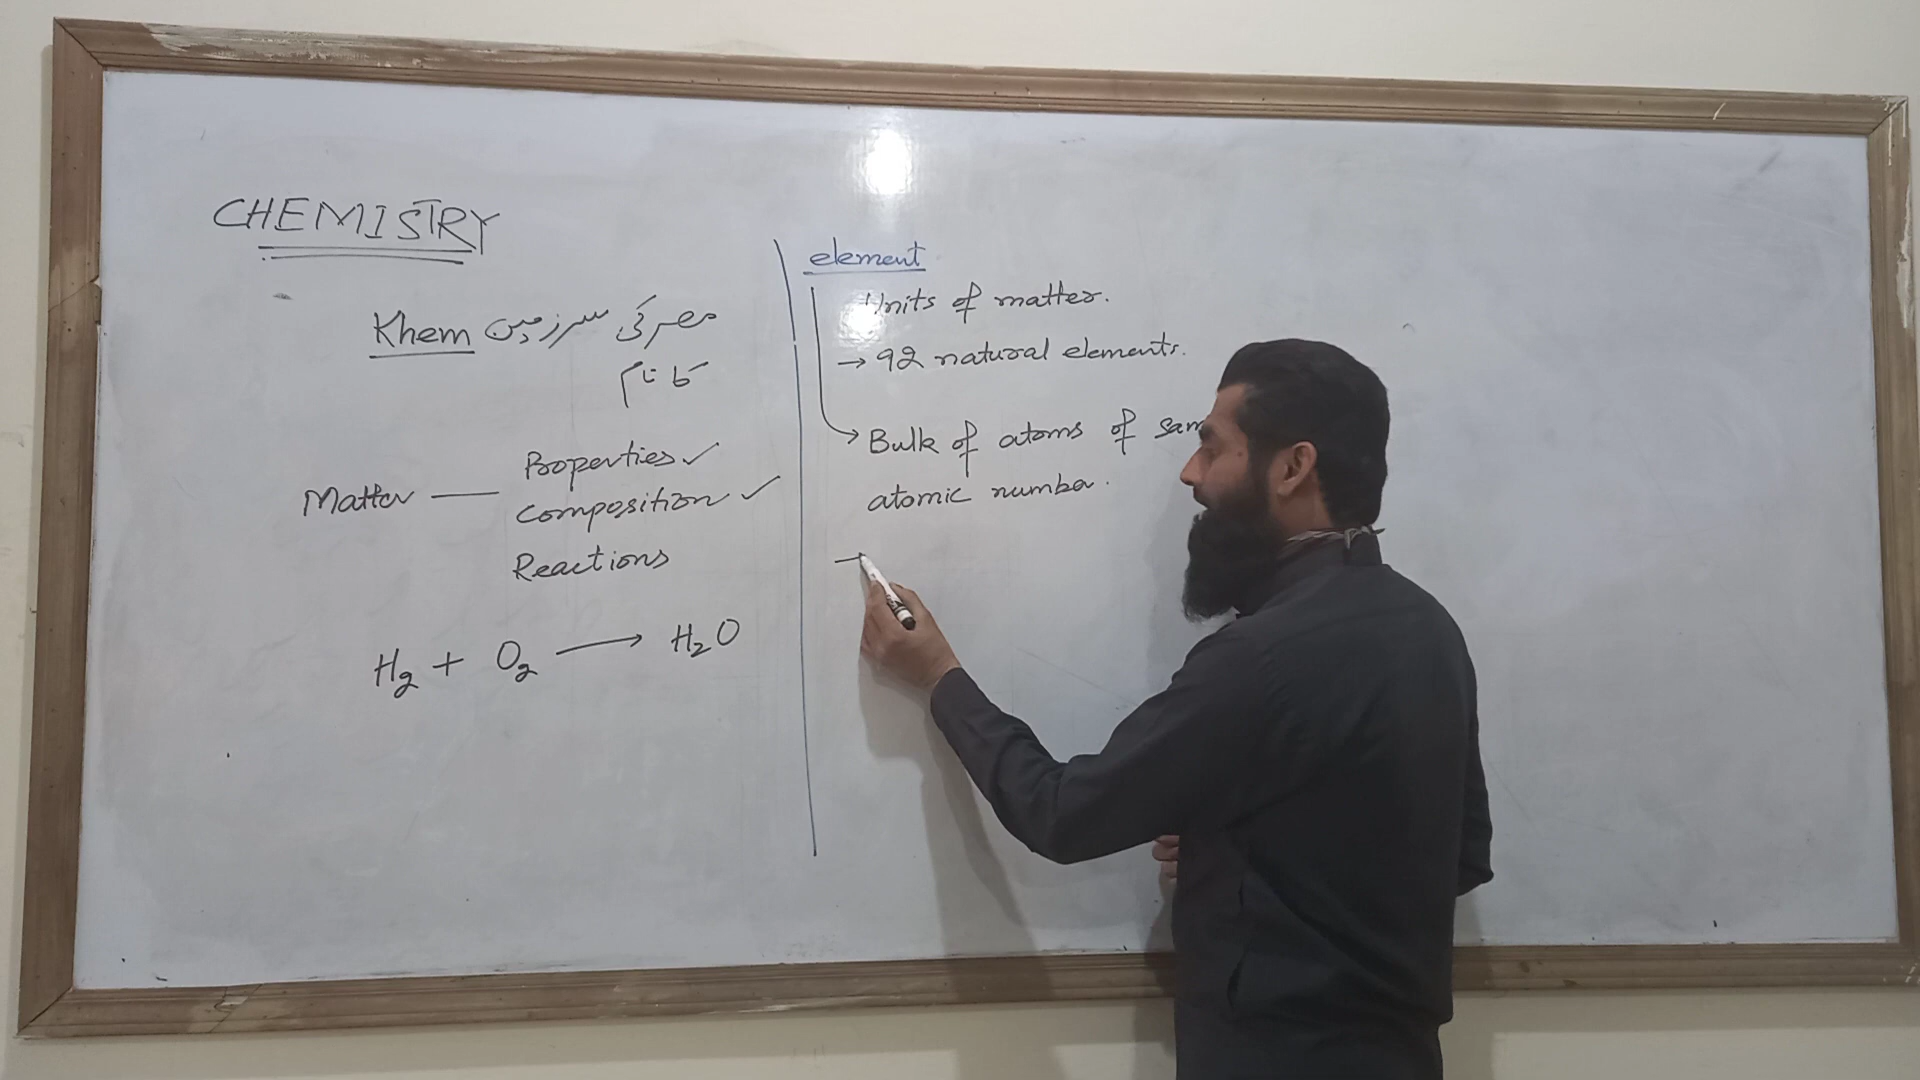 CHEMISTRY
Khem مصر کی سرزمین
کا نام
Properties ✓
Matter — Composition ✓
Reactions
H₂ + O₂ ⟶ H₂O
element
Units of matter.
→ 92 natural elements.
→ Bulk of atoms of sam
atomic number.